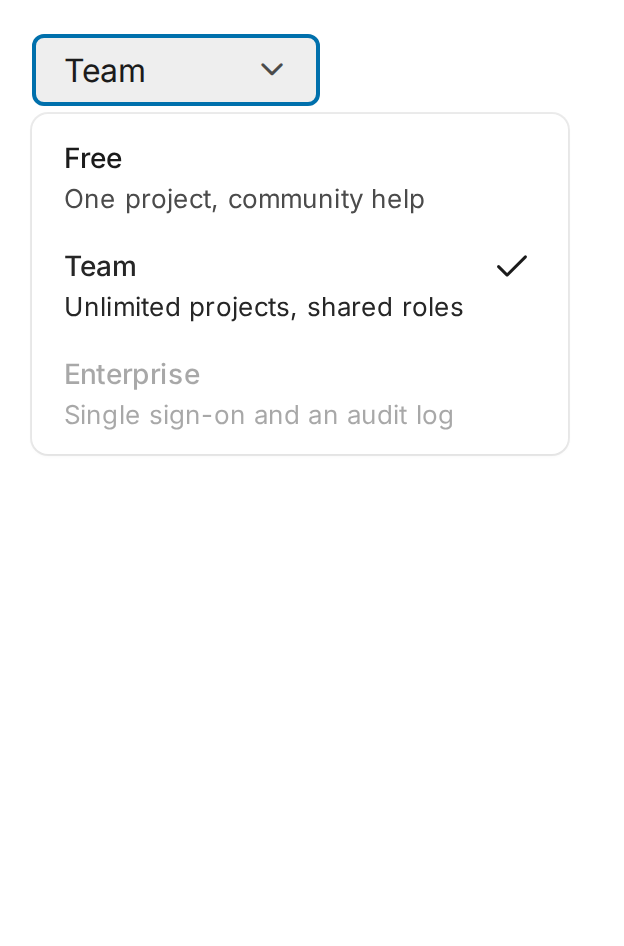 Team
Free
One project, community help
Team
Unlimited projects, shared roles
Enterprise
Single sign-on and an audit log